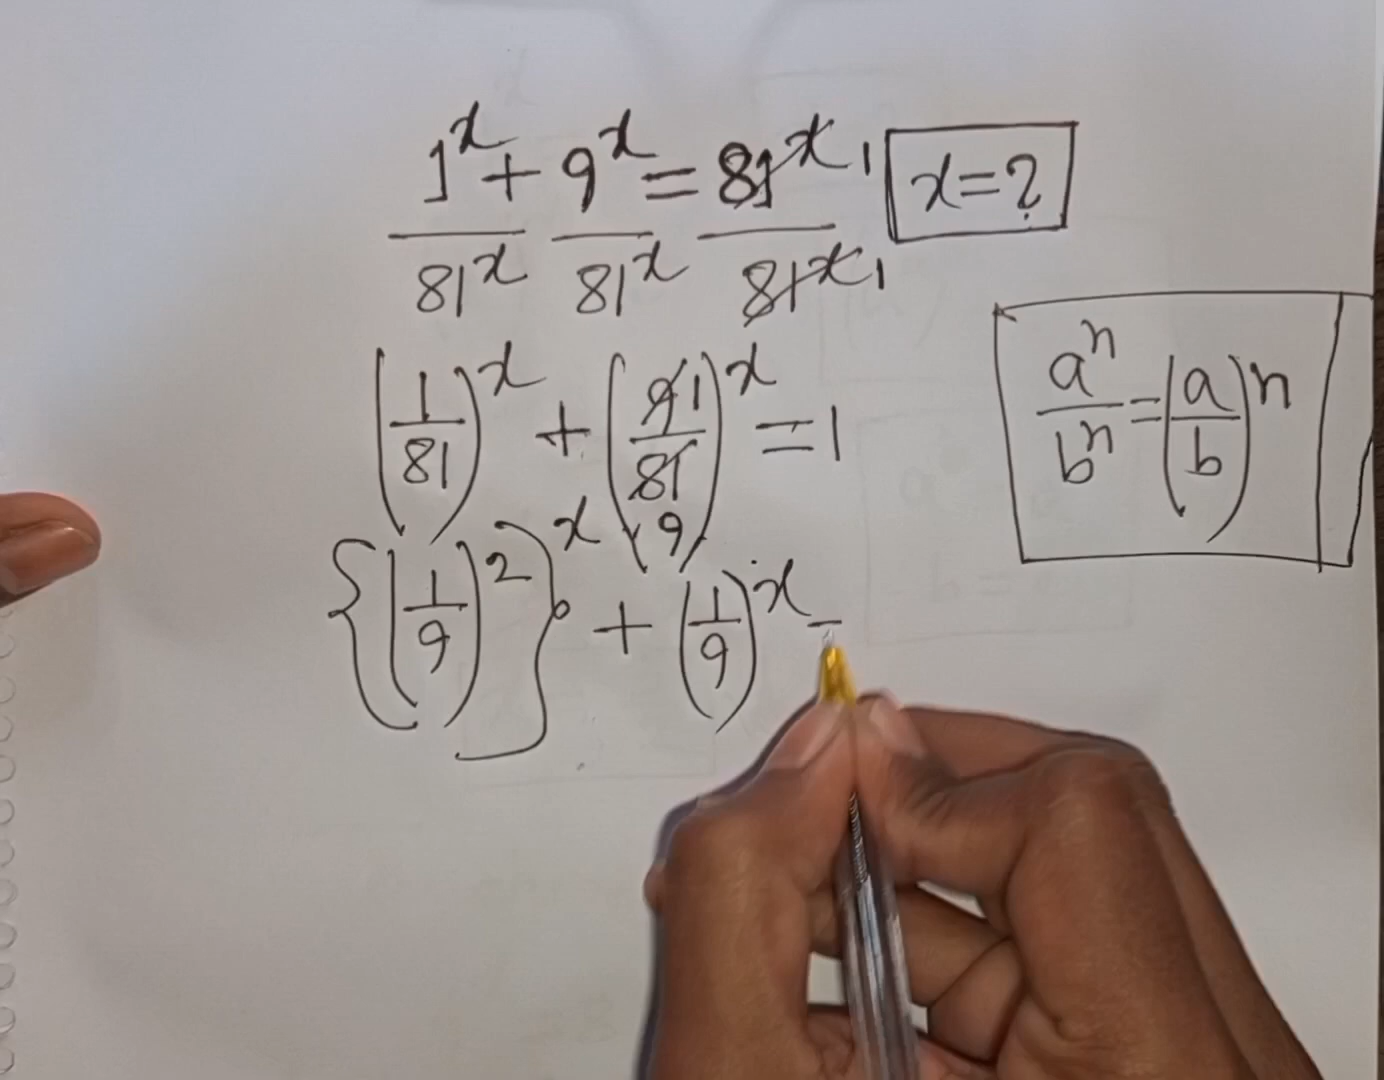 1^x + 9^x = 81^x, x=?
81^x 81^x 81^x
(1/81)^x + (9/81)^x = 1
{(1/9)^2}^x + (1/9)^x -
a^n/b^n = (a/b)^n